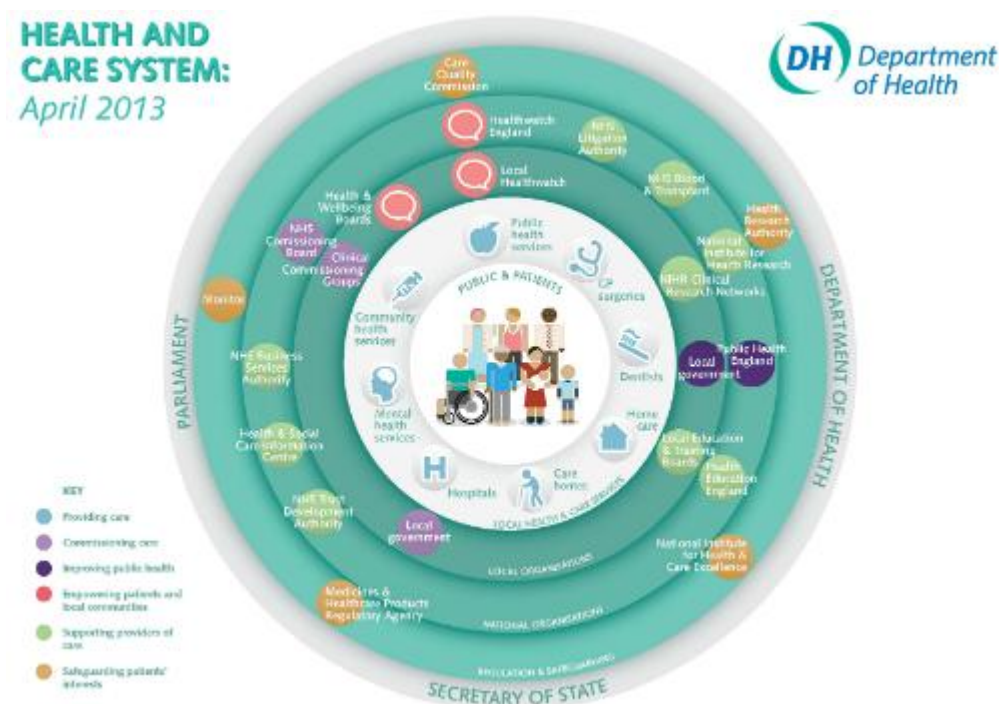 HEALTH AND
CARE SYSTEM:
April 2013
DH
Department
of Health
Care
Quality
Commission
Healthwatch
England
NHS
Litigation
Authority
Local
Healthwatch
NHS Blood
& Transplant
Health &
Wellbeing
Boards
Health
Research
Authority
NHS
Comissioning
Board
Clinical
Commissioning
Groups
National
Institute for
Health Research
NIHR Clinical
Research Networks
Public
health
services
GP
surgeries
PUBLIC & PATIENTS
Monitor
Community
health
services
Dentists
Local
government
Public Health
England
PARLIAMENT
DEPARTMENT OF HEALTH
NHS Business
Services
Authority
Mental
health
services
Home
care
Health & Social
Care Information
Centre
Local Education
& Training
Boards
Health
Education
England
Hospitals
Care
homes
LOCAL HEALTH & CARE SERVICES
NHS Trust
Development
Authority
Local
government
National Institute
for Health &
Care Excellence
LOCAL ORGANISATIONS
Medicines &
Healthcare Products
Regulatory Agency
NATIONAL ORGANISATIONS
REGULATION & SAFEGUARDING
SECRETARY OF STATE
KEY
Providing care
Commissioning care
Improving public health
Empowering patients and
local communities
Supporting providers of
care
Safeguarding patients'
interests